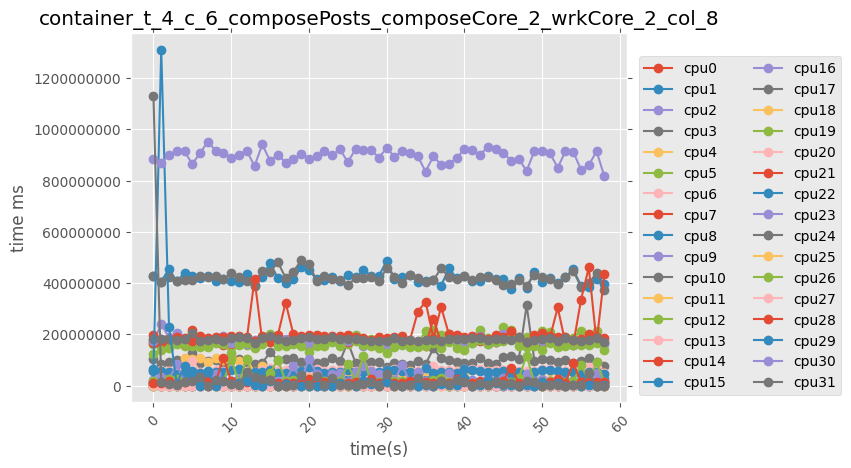 container_t_4_c_6_composePosts_composeCore_2_wrkCore_2_col_8
time ms
1200000000
1000000000
800000000
600000000
400000000
200000000
0
0
10
20
30
40
50
60
time(s)
cpu0
cpu1
cpu2
cpu3
cpu4
cpu5
cpu6
cpu7
cpu8
cpu9
cpu10
cpu11
cpu12
cpu13
cpu14
cpu15
cpu16
cpu17
cpu18
cpu19
cpu20
cpu21
cpu22
cpu23
cpu24
cpu25
cpu26
cpu27
cpu28
cpu29
cpu30
cpu31